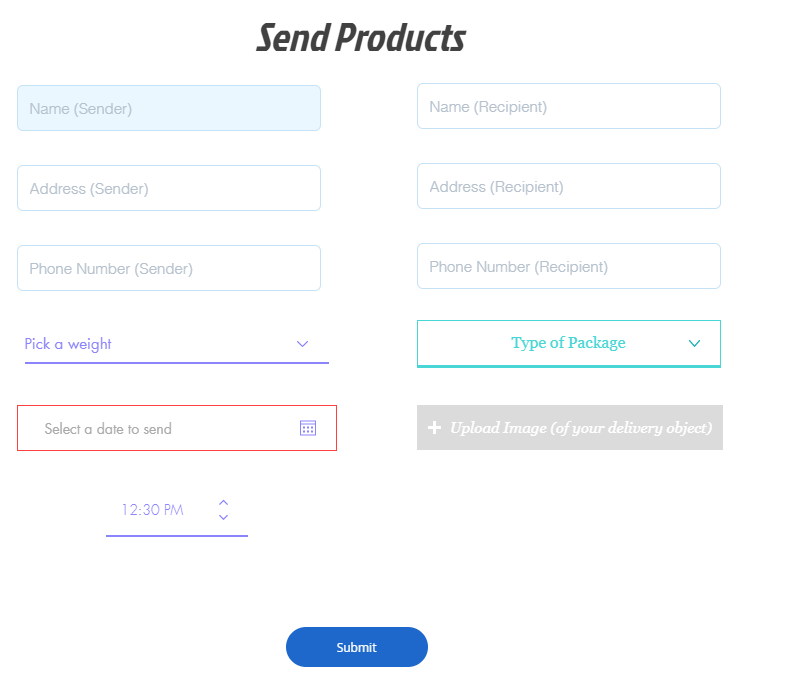 Send Products
Name (Sender)
Name (Recipient)
Address (Sender)
Address (Recipient)
Phone Number (Sender)
Phone Number (Recipient)
Pick a weight
Type of Package
Select a date to send
+ Upload Image (of your delivery object)
12:30 PM
Submit